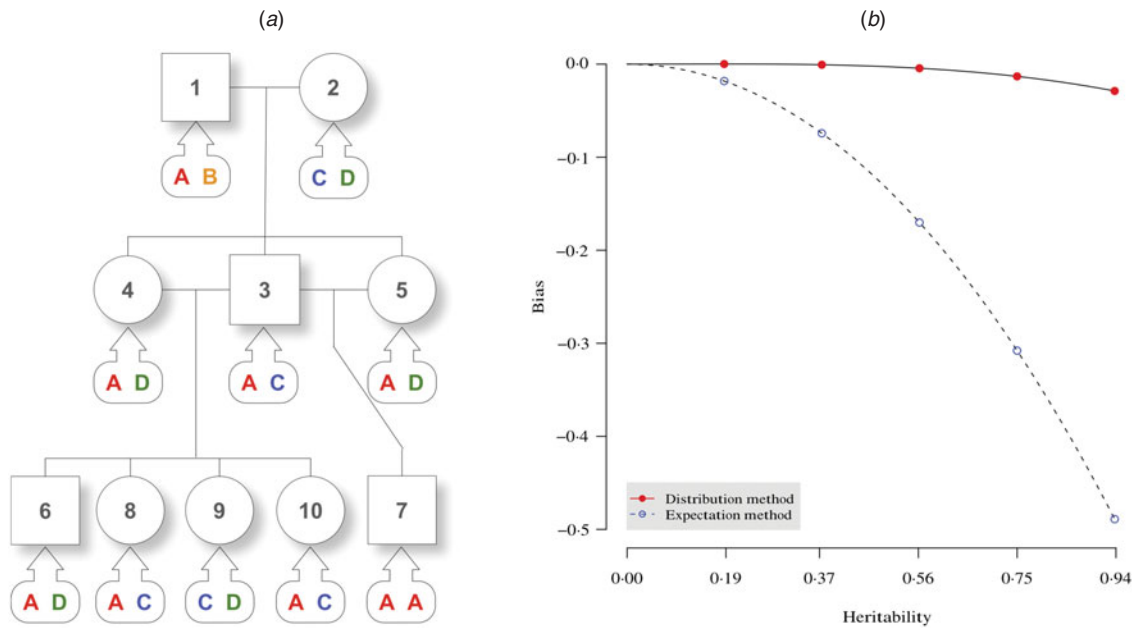 (a)
1 2
A B C D
4 3 5
A D A C A D
6 8 9 10 7
A D A C C D A C A A
(b)
0·0
−0·1
−0·2
−0·3
−0·4
−0·5
Bias
Distribution method
Expectation method
0·00 0·19 0·37 0·56 0·75 0·94
Heritability